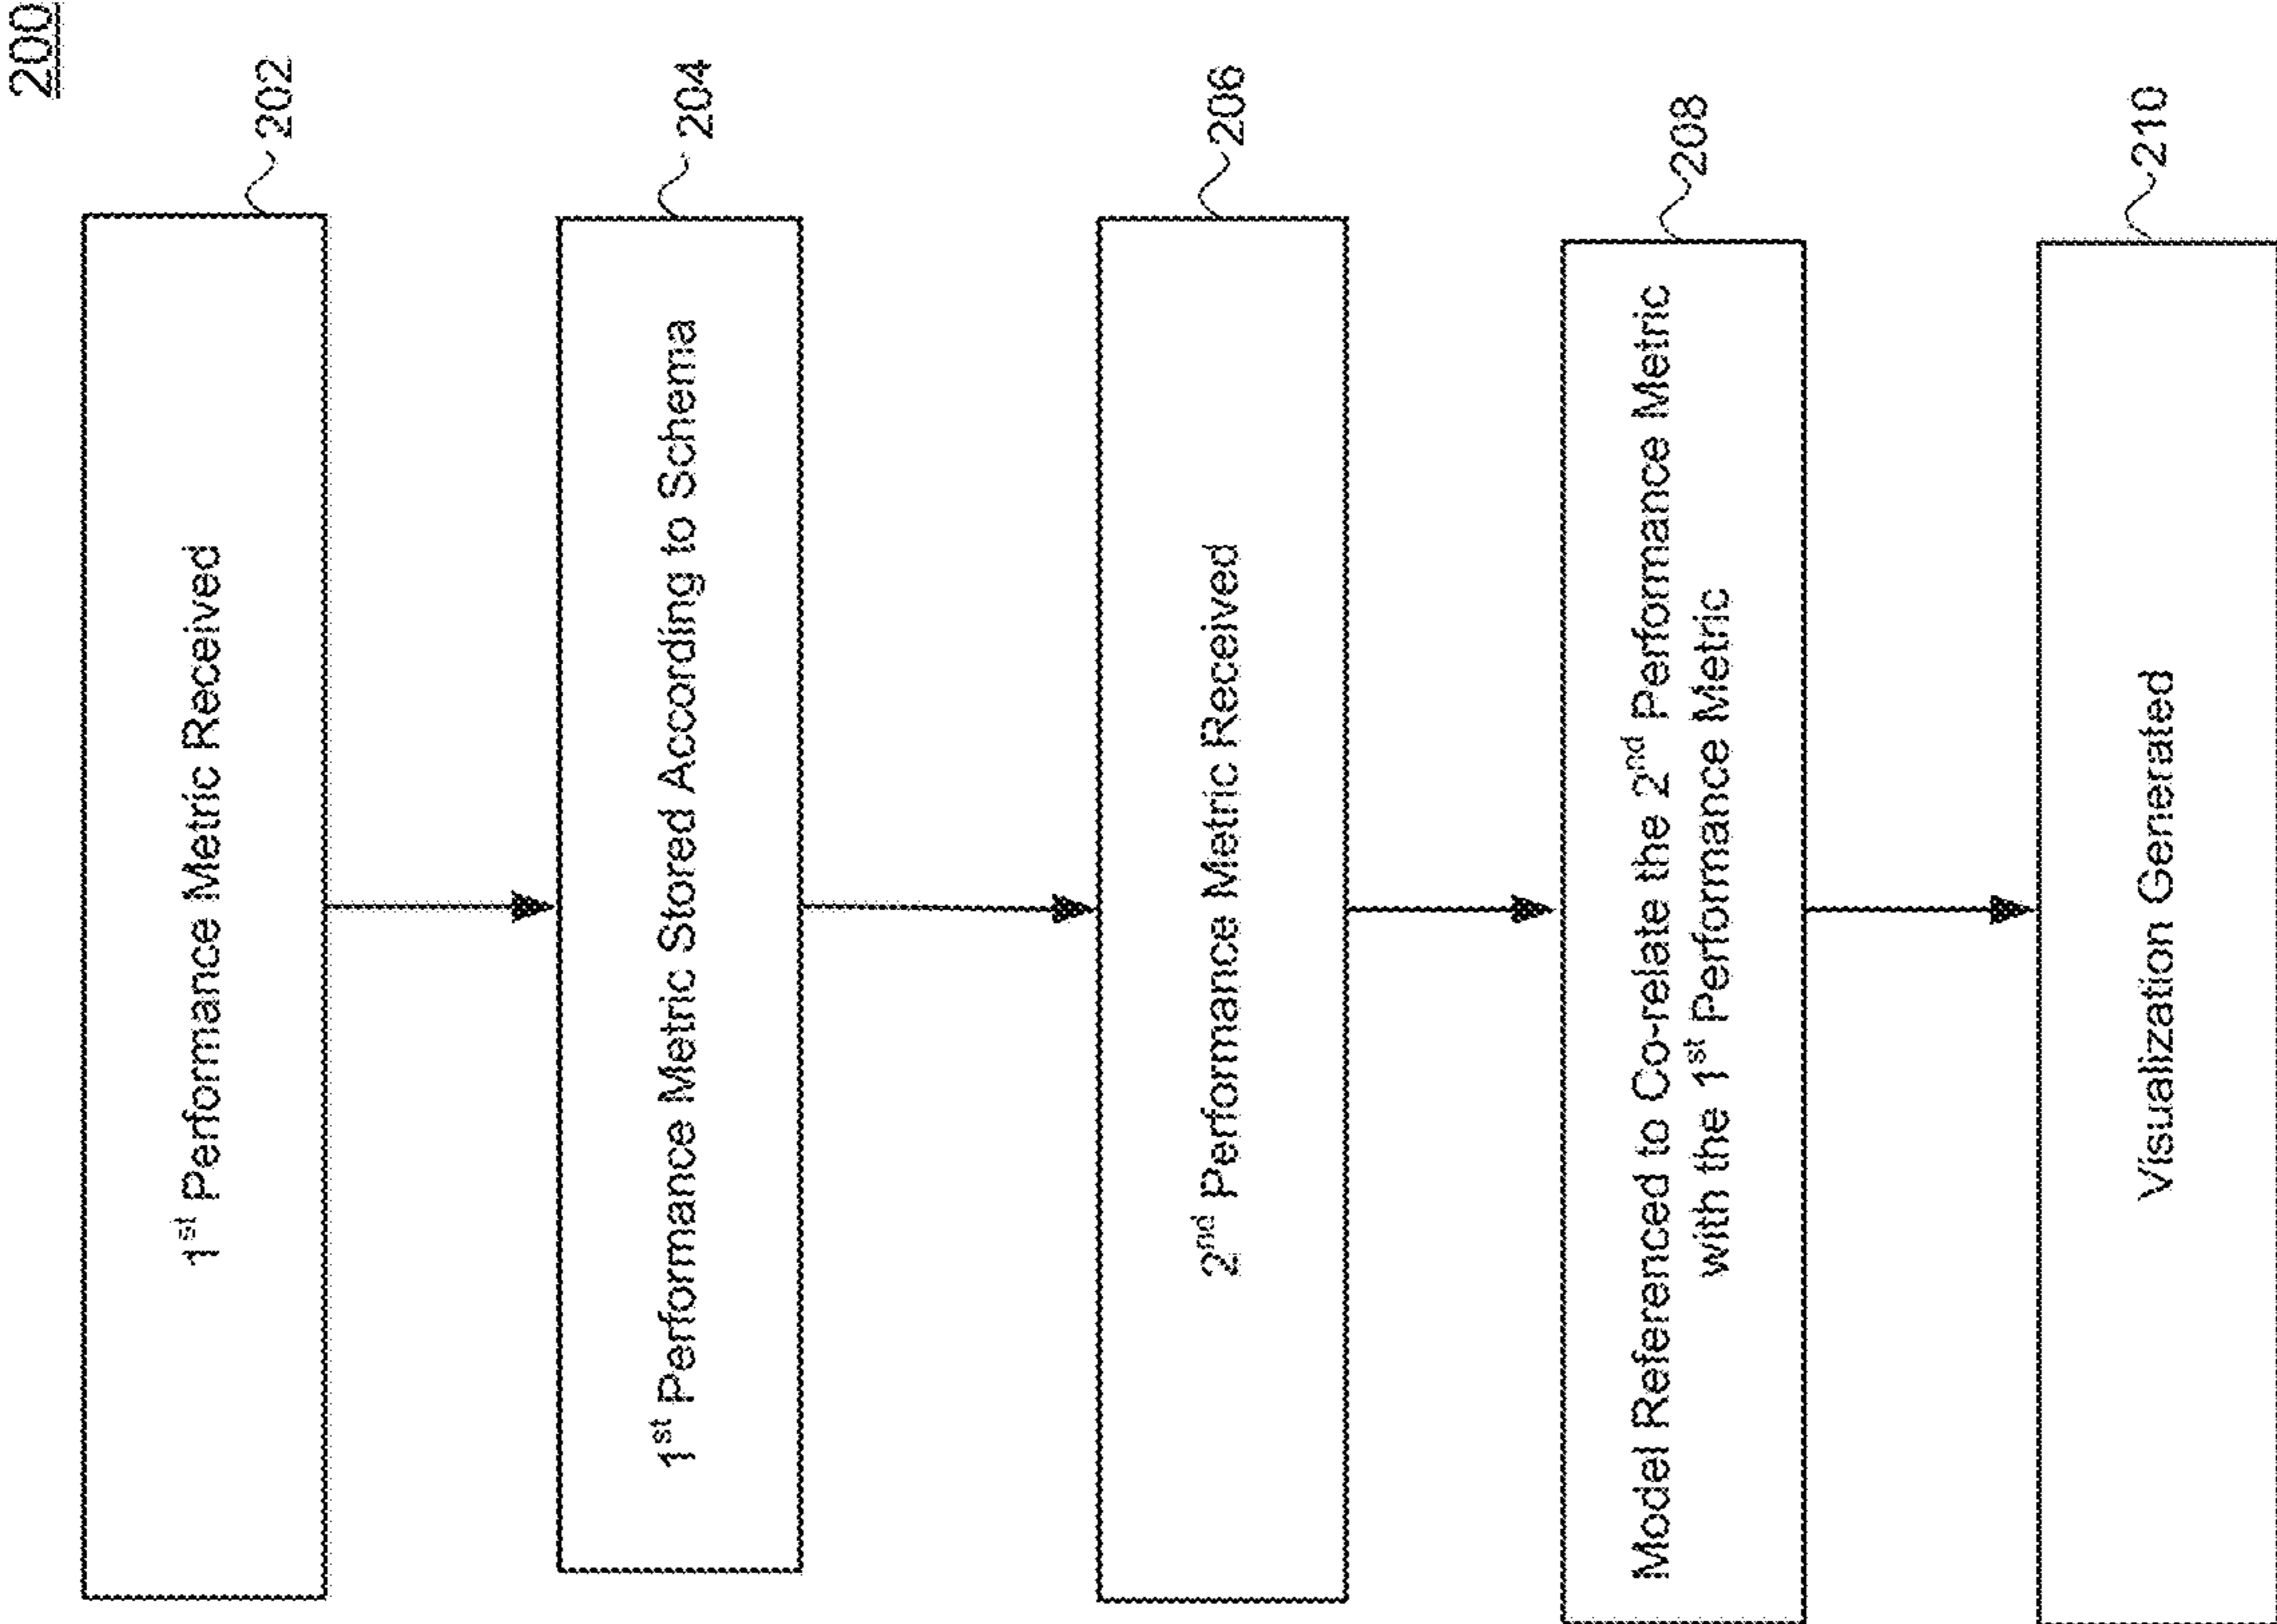 200
1st Performance Metric Received
202
1st Performance Metric Stored According to Schema
204
2nd Performance Metric Received
206
Model Referenced to Co-relate the 2nd Performance Metric
with the 1st Performance Metric
208
Visualization Generated
210